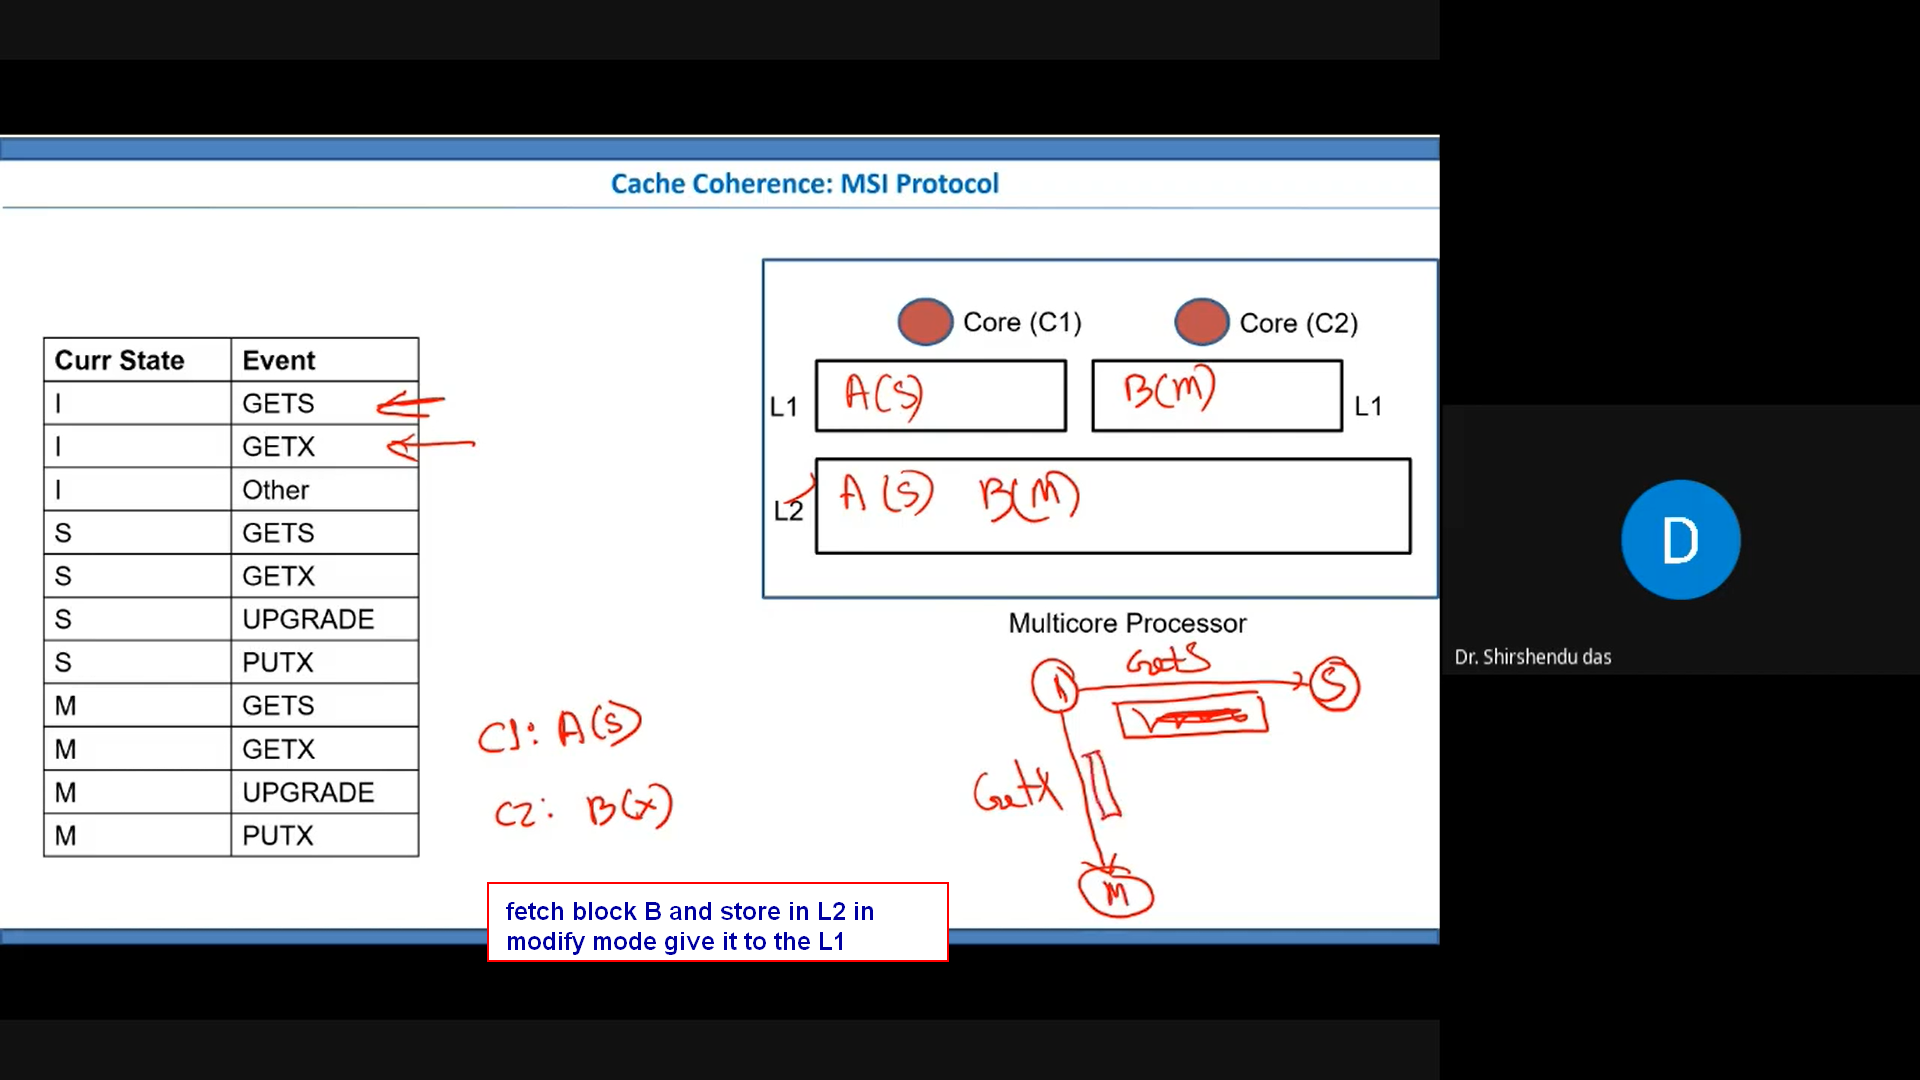 Cache Coherence: MSI Protocol
Curr State Event
I GETS
I GETX
I Other
S GETS
S GETX
S UPGRADE
S PUTX
M GETS
M GETX
M UPGRADE
M PUTX
Core (C1) Core (C2)
L1 A(S) B(M) L1
L2 A(S) B(M)
Multicore Processor
GetS
S
C1: A(S)
GetX
C2: B(X)
M
fetch block B and store in L2 in
modify mode give it to the L1
D
Dr. Shirshendu das